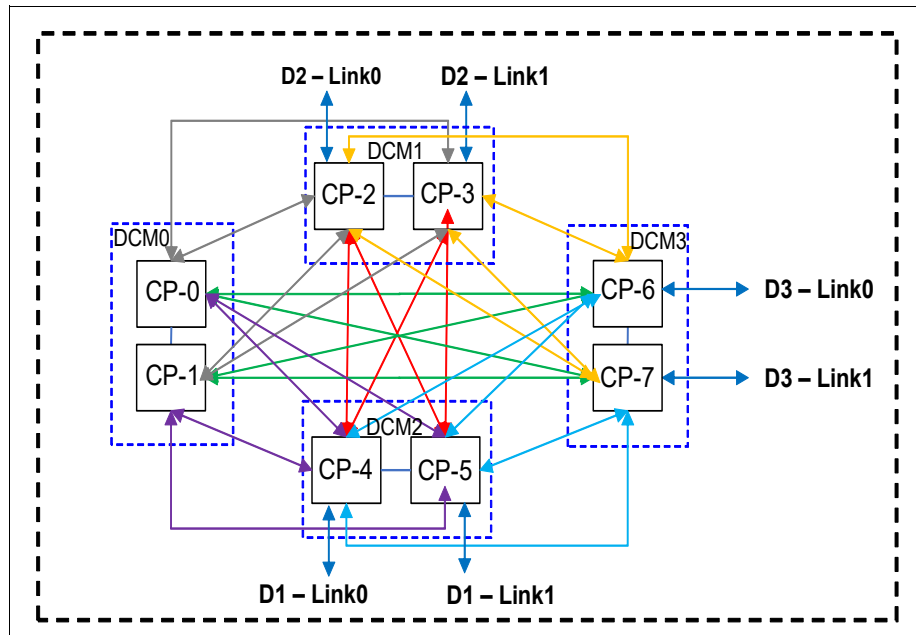 D2 – Link0
D2 – Link1
DCM1
CP-2
CP-3
DCM0
DCM3
CP-0
CP-6
D3 – Link0
CP-1
CP-7
D3 – Link1
DCM2
CP-4
CP-5
D1 – Link0
D1 – Link1